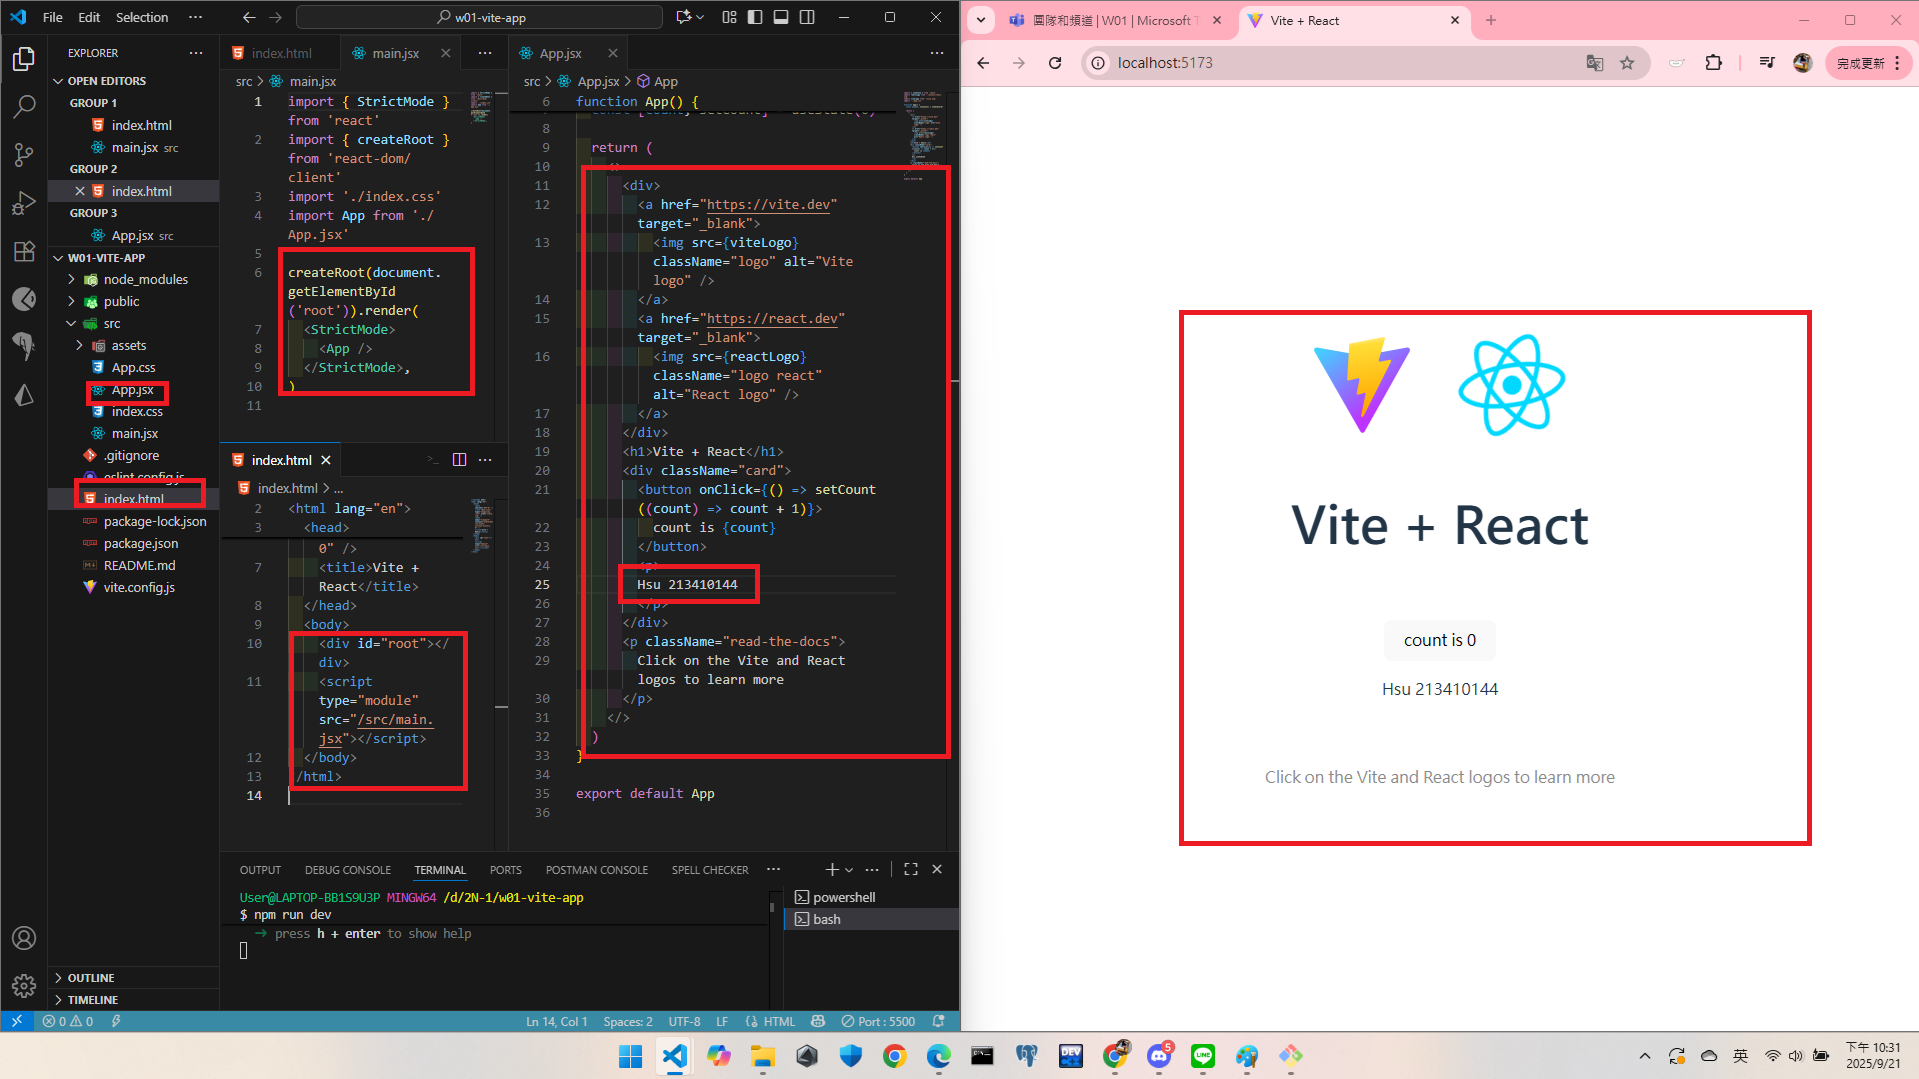 File Edit Selection ···
w01-vite-app
EXPLORER ···
OPEN EDITORS
GROUP 1
index.html
main.jsx src
GROUP 2
index.html
GROUP 3
App.jsx src
W01-VITE-APP
node_modules
public
src
assets
App.css
App.jsx
index.css
main.jsx
.gitignore
eslint.config.js
index.html
package-lock.json
package.json
README.md
vite.config.js
OUTLINE
TIMELINE
index.html main.jsx ···
src > main.jsx
1 import { StrictMode }
from 'react'
2 import { createRoot }
from 'react-dom/
client'
3 import './index.css'
4 import App from './
App.jsx'
5
6 createRoot(document.
getElementById
('root')).render(
7 <StrictMode>
8 <App />
9 </StrictMode>,
10 )
11
index.html ···
index.html > ...
2 <html lang="en">
3 <head>
0" />
7 <title>Vite +
React</title>
8 </head>
9 <body>
10 <div id="root"></
div>
11 <script
type="module"
src="/src/main.
jsx"></script>
12 </body>
13 /html>
14
App.jsx ···
src > App.jsx > App
6 function App() {
8
9 return (
10
11 <div>
12 <a href="https://vite.dev"
target="_blank">
13 <img src={viteLogo}
className="logo" alt="Vite
logo" />
14 </a>
15 <a href="https://react.dev"
target="_blank">
16 <img src={reactLogo}
className="logo react"
alt="React logo" />
17 </a>
18 </div>
19 <h1>Vite + React</h1>
20 <div className="card">
21 <button onClick={() => setCount
((count) => count + 1)}>
22 count is {count}
23 </button>
24 <p>
25 Hsu 213410144
26 </p>
27 </div>
28 <p className="read-the-docs">
29 Click on the Vite and React
logos to learn more
30 </p>
31 </>
32 )
33 }
34
35 export default App
36
OUTPUT DEBUG CONSOLE TERMINAL PORTS POSTMAN CONSOLE SPELL CHECKER ···
User@LAPTOP-BB1S9U3P MINGW64 /d/2N-1/w01-vite-app
$ npm run dev
➜ press h + enter to show help
powershell
bash
0 0
Ln 14, Col 1 Spaces: 2 UTF-8 LF {} HTML Port : 5500
團隊和頻道 | W01 | Microsoft T
Vite + React
localhost:5173
完成更新
Vite + React
count is 0
Hsu 213410144
Click on the Vite and React logos to learn more
DEV
5
LINE
英
下午 10:31
2025/9/21